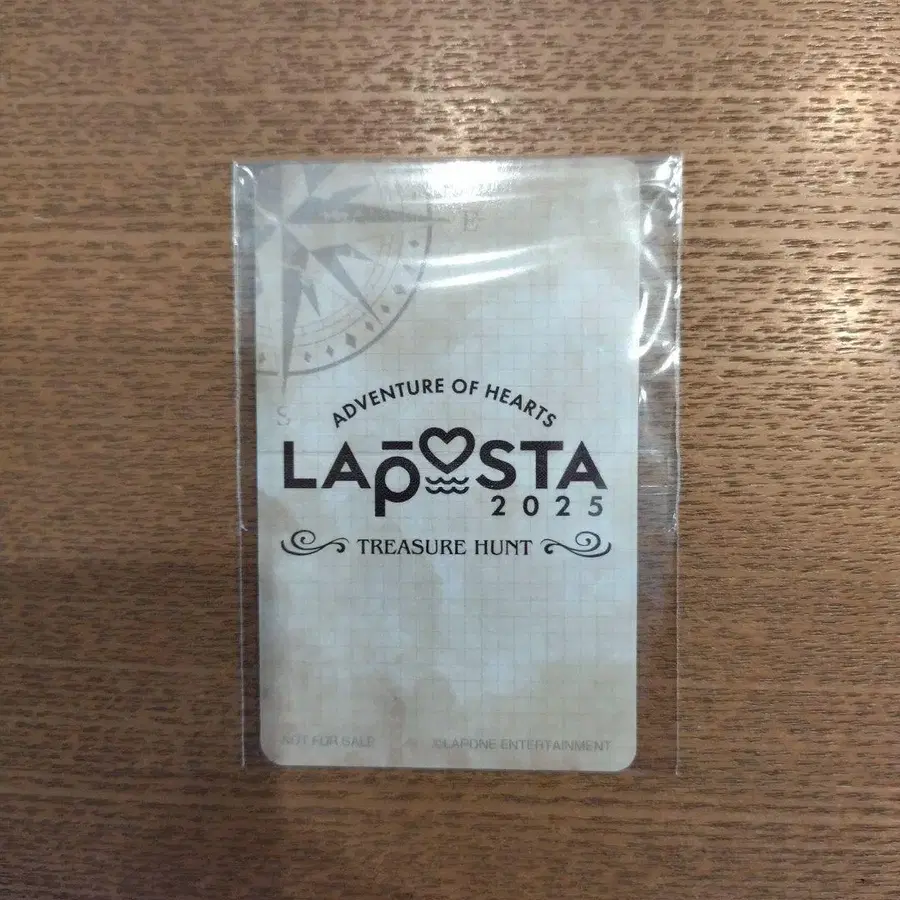 E
S
ADVENTURE OF HEARTS
LAPOSTA
2025
TREASURE HUNT
NOT FOR SALE ©LAPONE ENTERTAINMENT